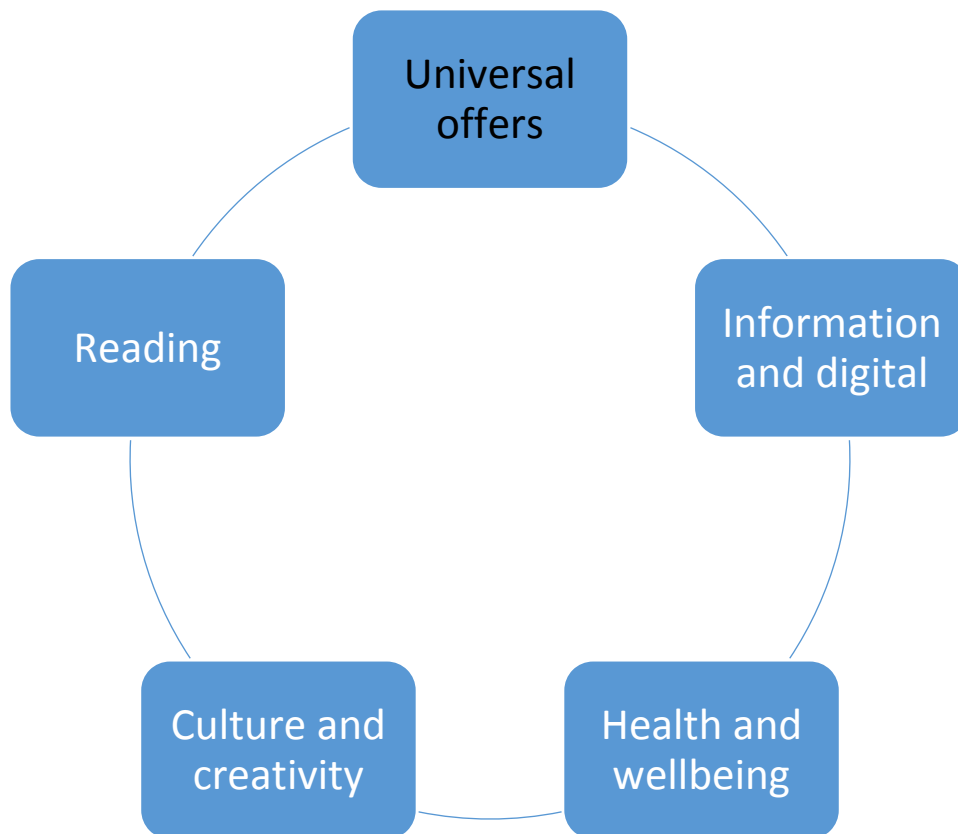 Universal
offers
Information
and digital
Health and
wellbeing
Culture and
creativity
Reading